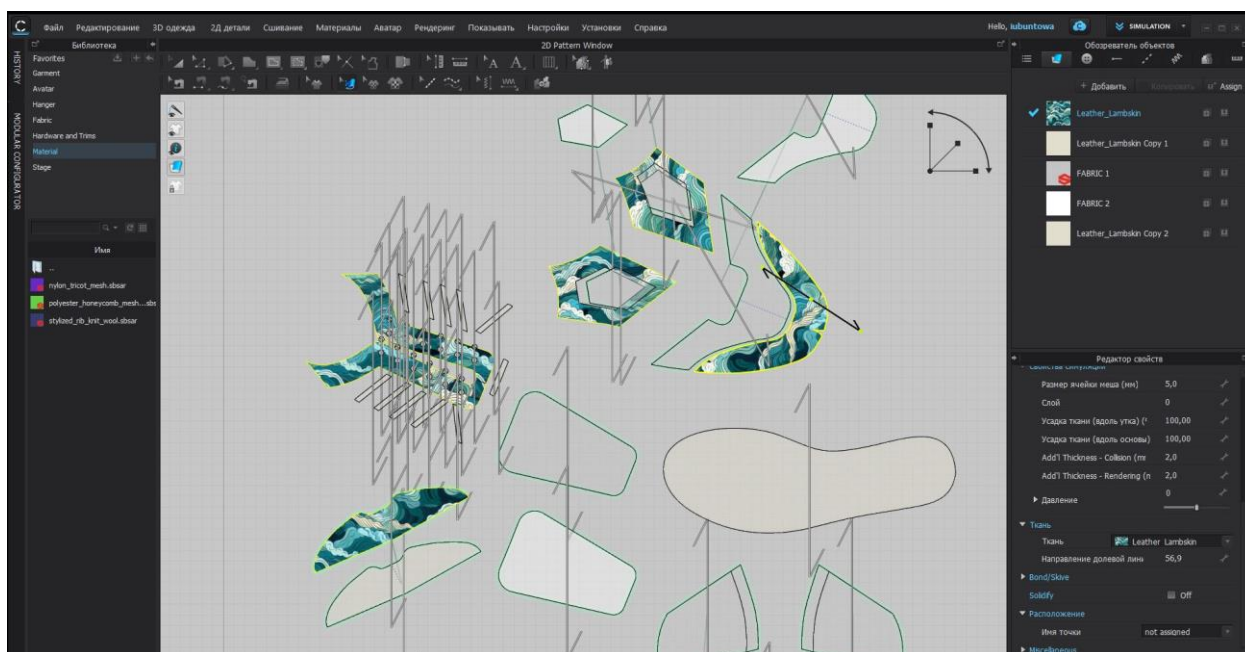 Файл Редактирование 3D одежда 2Д детали Сшивание Материалы Аватар Рендеринг Показывать Настройки Установки Справка Hello, iubuntowa SIMULATION
HISTORY
MODULAR CONFIGURATOR
Библиотека
Favorites
Garment
Avatar
Hanger
Fabric
Hardware and Trims
Material
Stage
Имя
..
nylon_tricot_mesh.sbsar
polyester_honeycomb_mesh...sbs
stylized_rib_knit_wool.sbsar
2D Pattern Window
Обозреватель объектов
+ Добавить Копировать Assign
Leather_Lambskin
Leather_Lambskin Copy 1
FABRIC 1
FABRIC 2
Leather_Lambskin Copy 2
Редактор свойств
Свойства симуляции
Размер ячейки меша (мм) 5,0
Слой 0
Усадка ткани (вдоль утка) (% 100,00
Усадка ткани (вдоль основы) 100,00
Add'l Thickness - Collision (mr 2,0
Add'l Thickness - Rendering (n 2,0
Давление 0
Ткань
Ткань Leather_Lambskin
Направление долевой лини 56,9
Bond/Skive
Solidify Off
Расположение
Имя точки not assigned
Miscellaneous